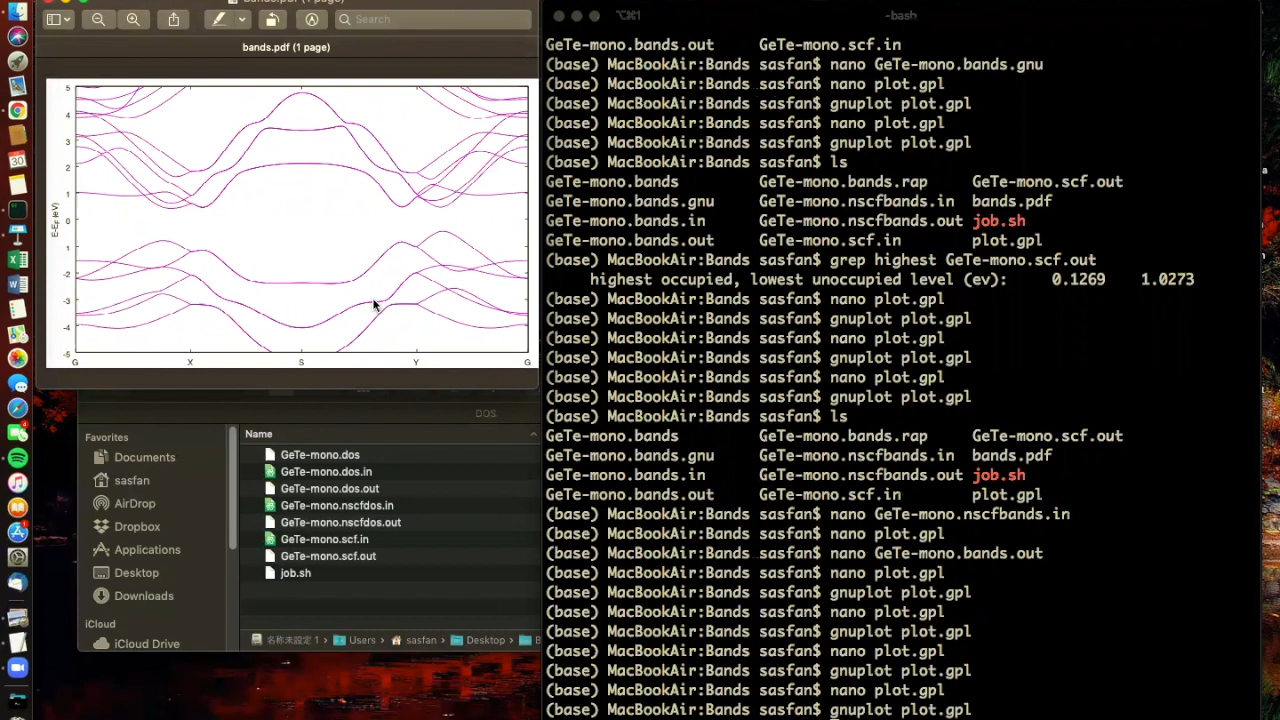 bands.pdf (1 page)
Search
bands.pdf (1 page)
5
4
3
2
1
0
1
-2
-3
-4
-5
E-EF (eV)
G
X
S
Y
G
DOS
Favorites
Documents
sasfan
AirDrop
Dropbox
Applications
Desktop
Downloads
iCloud
iCloud Drive
Name
GeTe-mono.dos
GeTe-mono.dos.in
GeTe-mono.dos.out
GeTe-mono.nscfdos.in
GeTe-mono.nscfdos.out
GeTe-mono.scf.in
GeTe-mono.scf.out
job.sh
名称未設定 1 › Users › sasfan › Desktop › B
30
⌥⌘1
-bash
GeTe-mono.bands.out GeTe-mono.scf.in
(base) MacBookAir:Bands sasfan$ nano GeTe-mono.bands.gnu
(base) MacBookAir:Bands sasfan$ nano plot.gpl
(base) MacBookAir:Bands sasfan$ gnuplot plot.gpl
(base) MacBookAir:Bands sasfan$ nano plot.gpl
(base) MacBookAir:Bands sasfan$ gnuplot plot.gpl
(base) MacBookAir:Bands sasfan$ ls
GeTe-mono.bands GeTe-mono.bands.rap GeTe-mono.scf.out
GeTe-mono.bands.gnu GeTe-mono.nscfbands.in bands.pdf
GeTe-mono.bands.in GeTe-mono.nscfbands.out job.sh
GeTe-mono.bands.out GeTe-mono.scf.in plot.gpl
(base) MacBookAir:Bands sasfan$ grep highest GeTe-mono.scf.out
highest occupied, lowest unoccupied level (ev): 0.1269 1.0273
(base) MacBookAir:Bands sasfan$ nano plot.gpl
(base) MacBookAir:Bands sasfan$ gnuplot plot.gpl
(base) MacBookAir:Bands sasfan$ nano plot.gpl
(base) MacBookAir:Bands sasfan$ gnuplot plot.gpl
(base) MacBookAir:Bands sasfan$ nano plot.gpl
(base) MacBookAir:Bands sasfan$ gnuplot plot.gpl
(base) MacBookAir:Bands sasfan$ ls
GeTe-mono.bands GeTe-mono.bands.rap GeTe-mono.scf.out
GeTe-mono.bands.gnu GeTe-mono.nscfbands.in bands.pdf
GeTe-mono.bands.in GeTe-mono.nscfbands.out job.sh
GeTe-mono.bands.out GeTe-mono.scf.in plot.gpl
(base) MacBookAir:Bands sasfan$ nano GeTe-mono.nscfbands.in
(base) MacBookAir:Bands sasfan$ nano plot.gpl
(base) MacBookAir:Bands sasfan$ nano GeTe-mono.bands.out
(base) MacBookAir:Bands sasfan$ nano plot.gpl
(base) MacBookAir:Bands sasfan$ gnuplot plot.gpl
(base) MacBookAir:Bands sasfan$ nano plot.gpl
(base) MacBookAir:Bands sasfan$ gnuplot plot.gpl
(base) MacBookAir:Bands sasfan$ nano plot.gpl
(base) MacBookAir:Bands sasfan$ gnuplot plot.gpl
(base) MacBookAir:Bands sasfan$ nano plot.gpl
(base) MacBookAir:Bands sasfan$ gnuplot plot.gpl